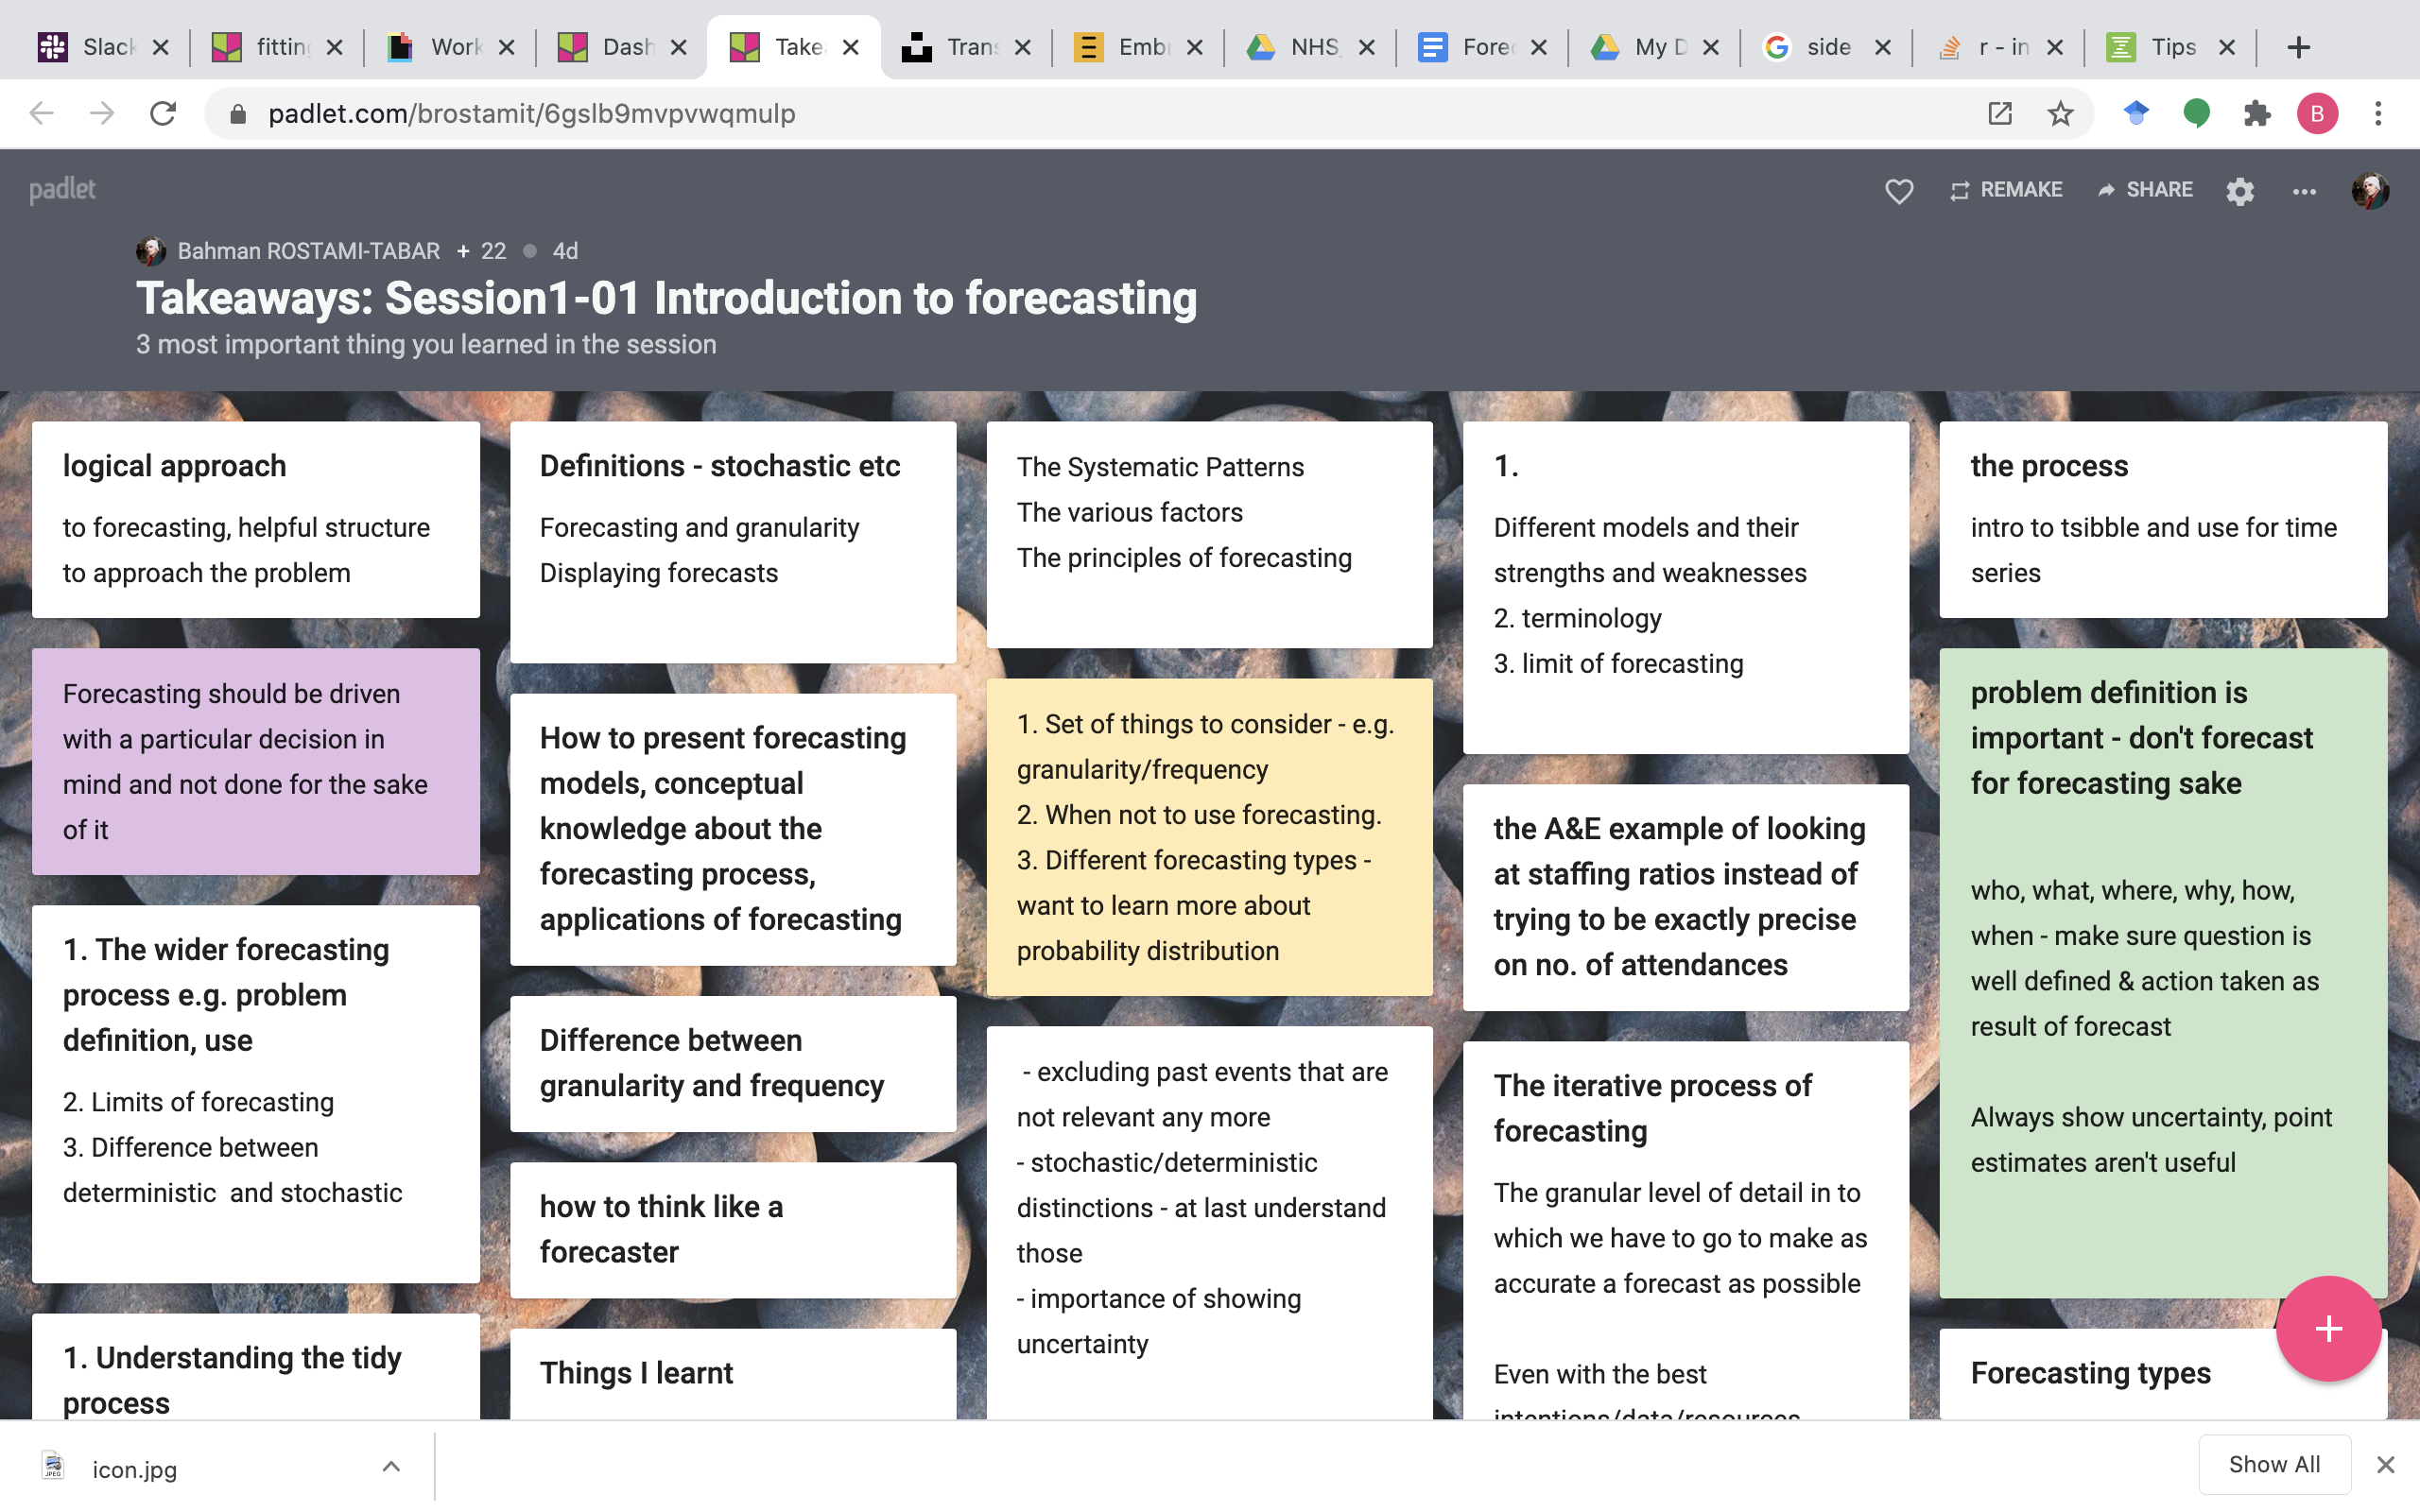 Slack
fitting
Work
Dash
Take
Trans
Emb
NHS_
Fore
My D
side
r - in
Tips
padlet.com/brostamit/6gslb9mvpvwqmulp
B
padlet
REMAKE
SHARE
Bahman ROSTAMI-TABAR + 22 4d
Takeaways: Session1-01 Introduction to forecasting
3 most important thing you learned in the session
logical approach
to forecasting, helpful structure
to approach the problem
Forecasting should be driven
with a particular decision in
mind and not done for the sake
of it
1. The wider forecasting
process e.g. problem
definition, use
2. Limits of forecasting
3. Difference between
deterministic  and stochastic
1. Understanding the tidy
process
Definitions - stochastic etc
Forecasting and granularity
Displaying forecasts
How to present forecasting
models, conceptual
knowledge about the
forecasting process,
applications of forecasting
Difference between
granularity and frequency
how to think like a
forecaster
Things I learnt
The Systematic Patterns
The various factors
The principles of forecasting
1. Set of things to consider - e.g.
granularity/frequency
2. When not to use forecasting.
3. Different forecasting types -
want to learn more about
probability distribution
- excluding past events that are
not relevant any more
- stochastic/deterministic
distinctions - at last understand
those
- importance of showing
uncertainty
1.
Different models and their
strengths and weaknesses
2. terminology
3. limit of forecasting
the A&E example of looking
at staffing ratios instead of
trying to be exactly precise
on no. of attendances
The iterative process of
forecasting
The granular level of detail in to
which we have to go to make as
accurate a forecast as possible
Even with the best
intentions/data/resources
the process
intro to tsibble and use for time
series
problem definition is
important - don't forecast
for forecasting sake
who, what, where, why, how,
when - make sure question is
well defined & action taken as
result of forecast
Always show uncertainty, point
estimates aren't useful
Forecasting types
JPEG
icon.jpg
Show All